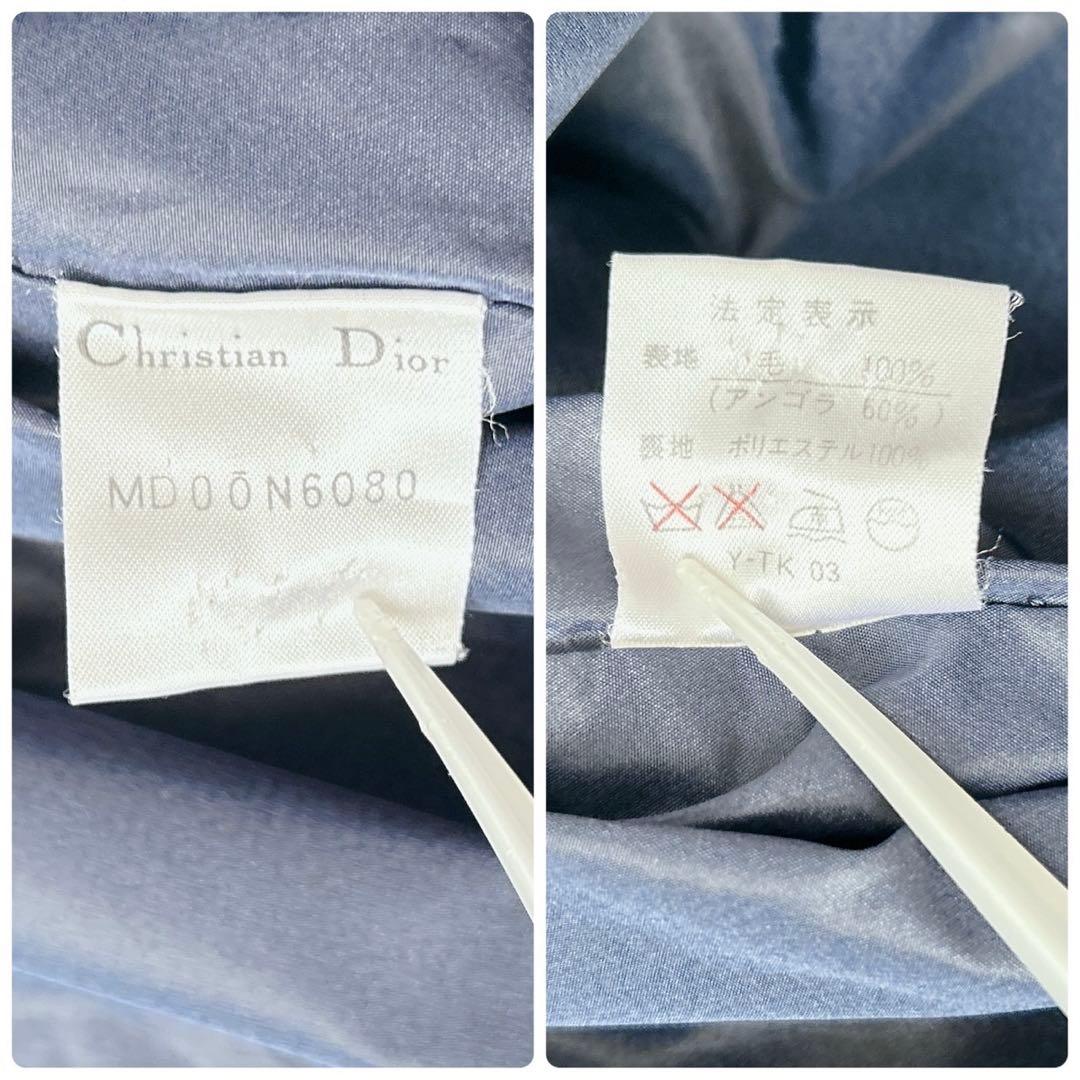 Christian Dior
MD00N6080
法定表示
表地 毛 100%
(アンゴラ 60%)
裏地 ポリエステル100%
Y-TK 03